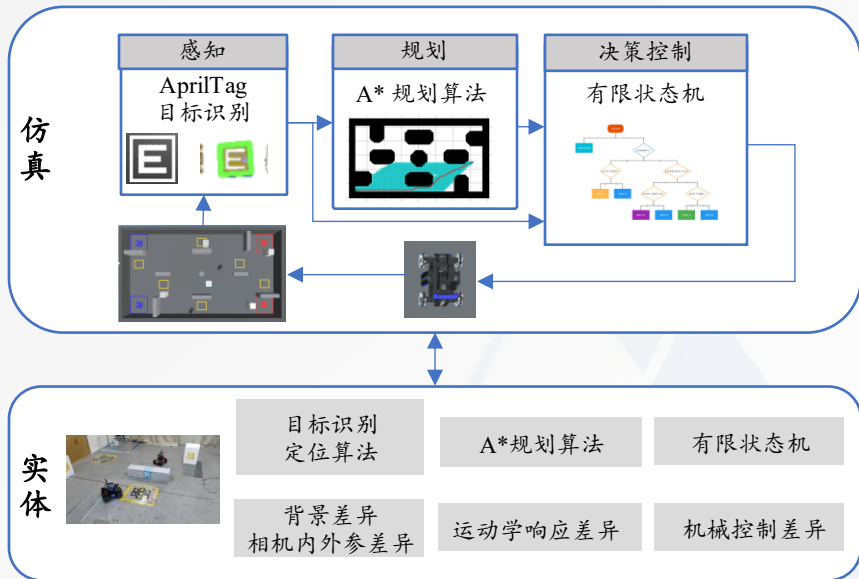 仿真
感知
AprilTag
目标识别
E
E
规划
A* 规划算法
决策控制
有限状态机
实体
目标识别
定位算法
A*规划算法
有限状态机
背景差异
相机内外参差异
运动学响应差异
机械控制差异